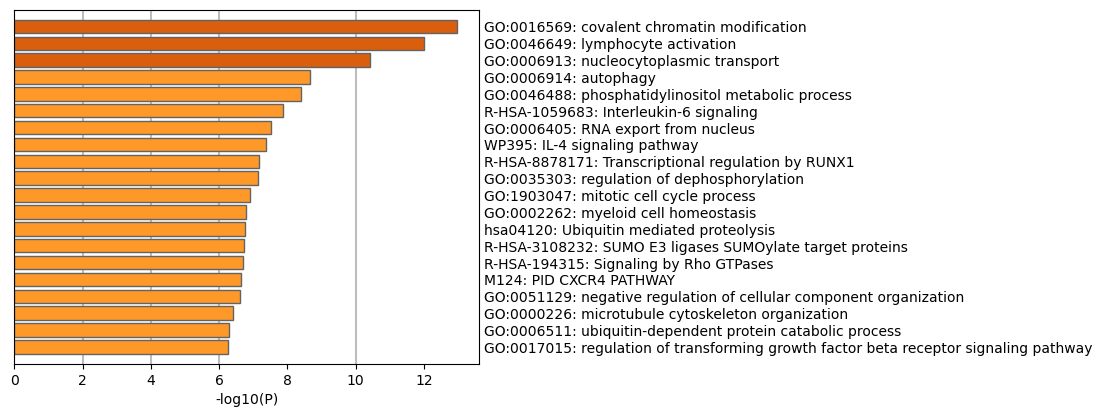 GO:0016569: covalent chromatin modification
GO:0046649: lymphocyte activation
GO:0006913: nucleocytoplasmic transport
GO:0006914: autophagy
GO:0046488: phosphatidylinositol metabolic process
R-HSA-1059683: Interleukin-6 signaling
GO:0006405: RNA export from nucleus
WP395: IL-4 signaling pathway
R-HSA-8878171: Transcriptional regulation by RUNX1
GO:0035303: regulation of dephosphorylation
GO:1903047: mitotic cell cycle process
GO:0002262: myeloid cell homeostasis
hsa04120: Ubiquitin mediated proteolysis
R-HSA-3108232: SUMO E3 ligases SUMOylate target proteins
R-HSA-194315: Signaling by Rho GTPases
M124: PID CXCR4 PATHWAY
GO:0051129: negative regulation of cellular component organization
GO:0000226: microtubule cytoskeleton organization
GO:0006511: ubiquitin-dependent protein catabolic process
GO:0017015: regulation of transforming growth factor beta receptor signaling pathway
0 2 4 6 8 10 12
-log10(P)